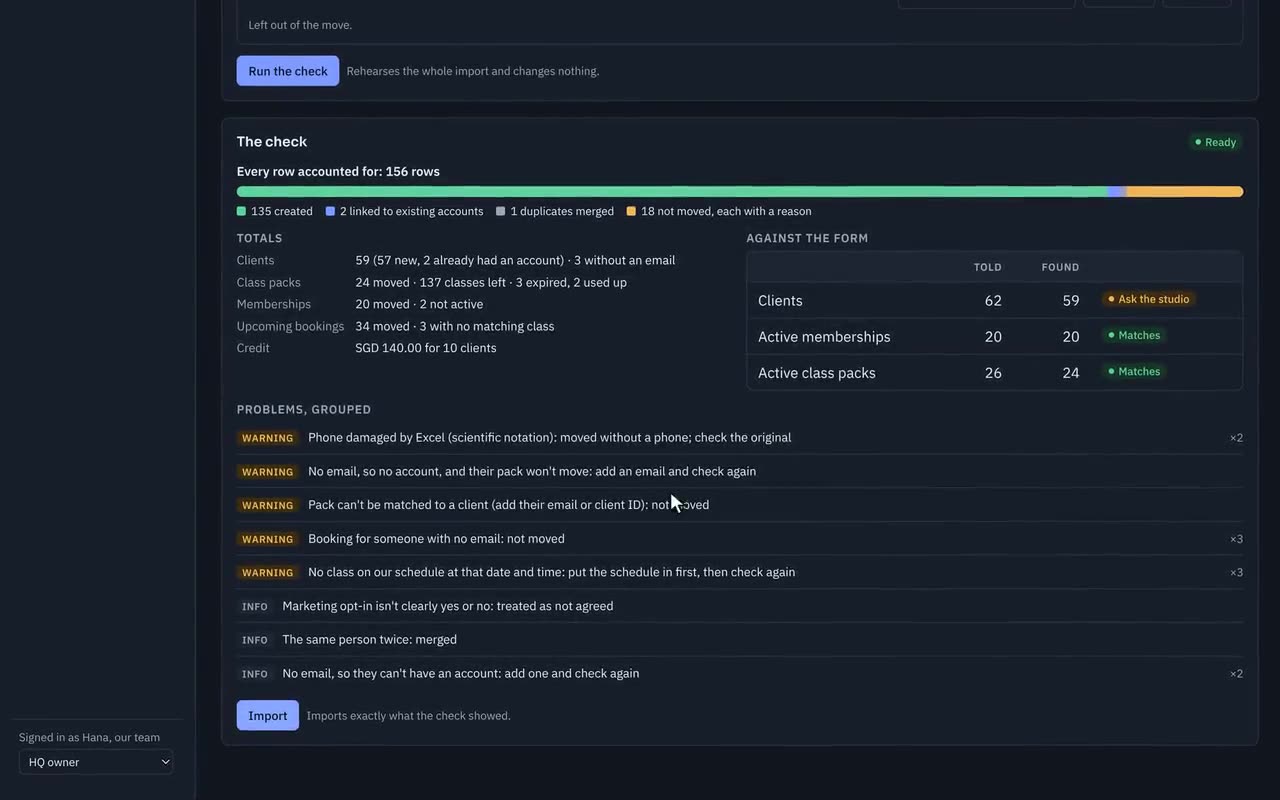 Left out of the move.
Run the check Rehearses the whole import and changes nothing.
The check Ready
Every row accounted for: 156 rows
135 created 2 linked to existing accounts 1 duplicates merged 18 not moved, each with a reason
TOTALS
Clients 59 (57 new, 2 already had an account) · 3 without an email
Class packs 24 moved · 137 classes left · 3 expired, 2 used up
Memberships 20 moved · 2 not active
Upcoming bookings 34 moved · 3 with no matching class
Credit SGD 140.00 for 10 clients
AGAINST THE FORM
TOLD FOUND
Clients 62 59 Ask the studio
Active memberships 20 20 Matches
Active class packs 26 24 Matches
PROBLEMS, GROUPED
WARNING Phone damaged by Excel (scientific notation): moved without a phone; check the original ×2
WARNING No email, so no account, and their pack won't move: add an email and check again
WARNING Pack can't be matched to a client (add their email or client ID): not moved
WARNING Booking for someone with no email: not moved ×3
WARNING No class on our schedule at that date and time: put the schedule in first, then check again ×3
INFO Marketing opt-in isn't clearly yes or no: treated as not agreed
INFO The same person twice: merged
INFO No email, so they can't have an account: add one and check again ×2
Import Imports exactly what the check showed.
Signed in as Hana, our team
HQ owner